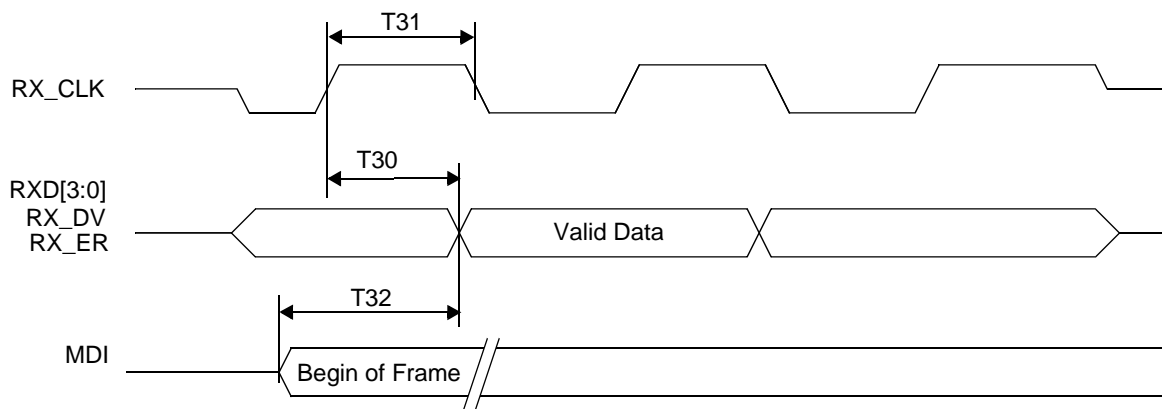 T31
RX_CLK
T30
RXD[3:0]
RX_DV
RX_ER
Valid Data
T32
MDI
Begin of Frame